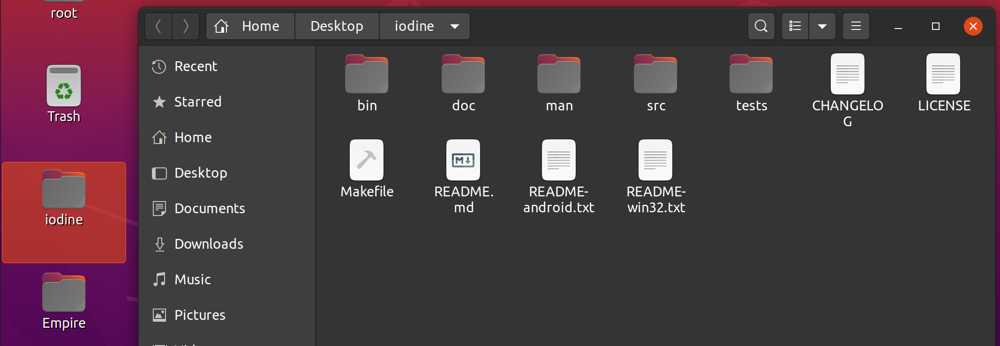 root
Trash
iodine
Empire
Home
Desktop
iodine
Recent
Starred
Home
Desktop
Documents
Downloads
Music
Pictures
bin
doc
man
src
tests
CHANGELO
G
LICENSE
Makefile
README.
md
README-
android.txt
README-
win32.txt